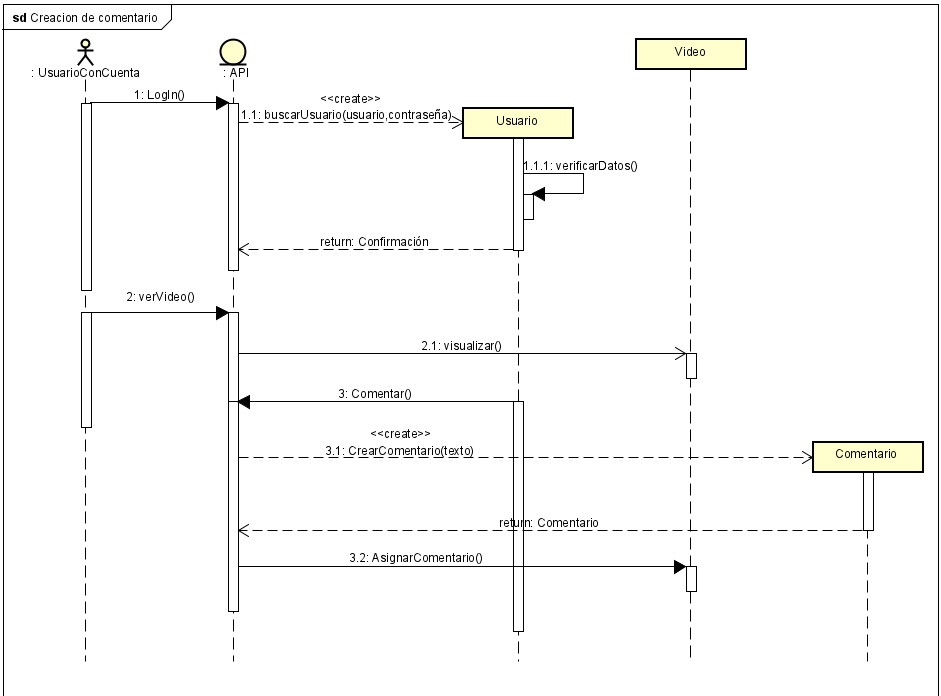 sd Creacion de comentario
: UsuarioConCuenta
: API
Video
1: LogIn()
<<create>>
1.1: buscarUsuario(usuario,contraseña)
Usuario
1.1.1: verificarDatos()
return: Confirmación
2: verVideo()
2.1: visualizar()
3: Comentar()
<<create>>
3.1: CrearComentario(texto)
Comentario
return: Comentario
3.2: AsignarComentario()